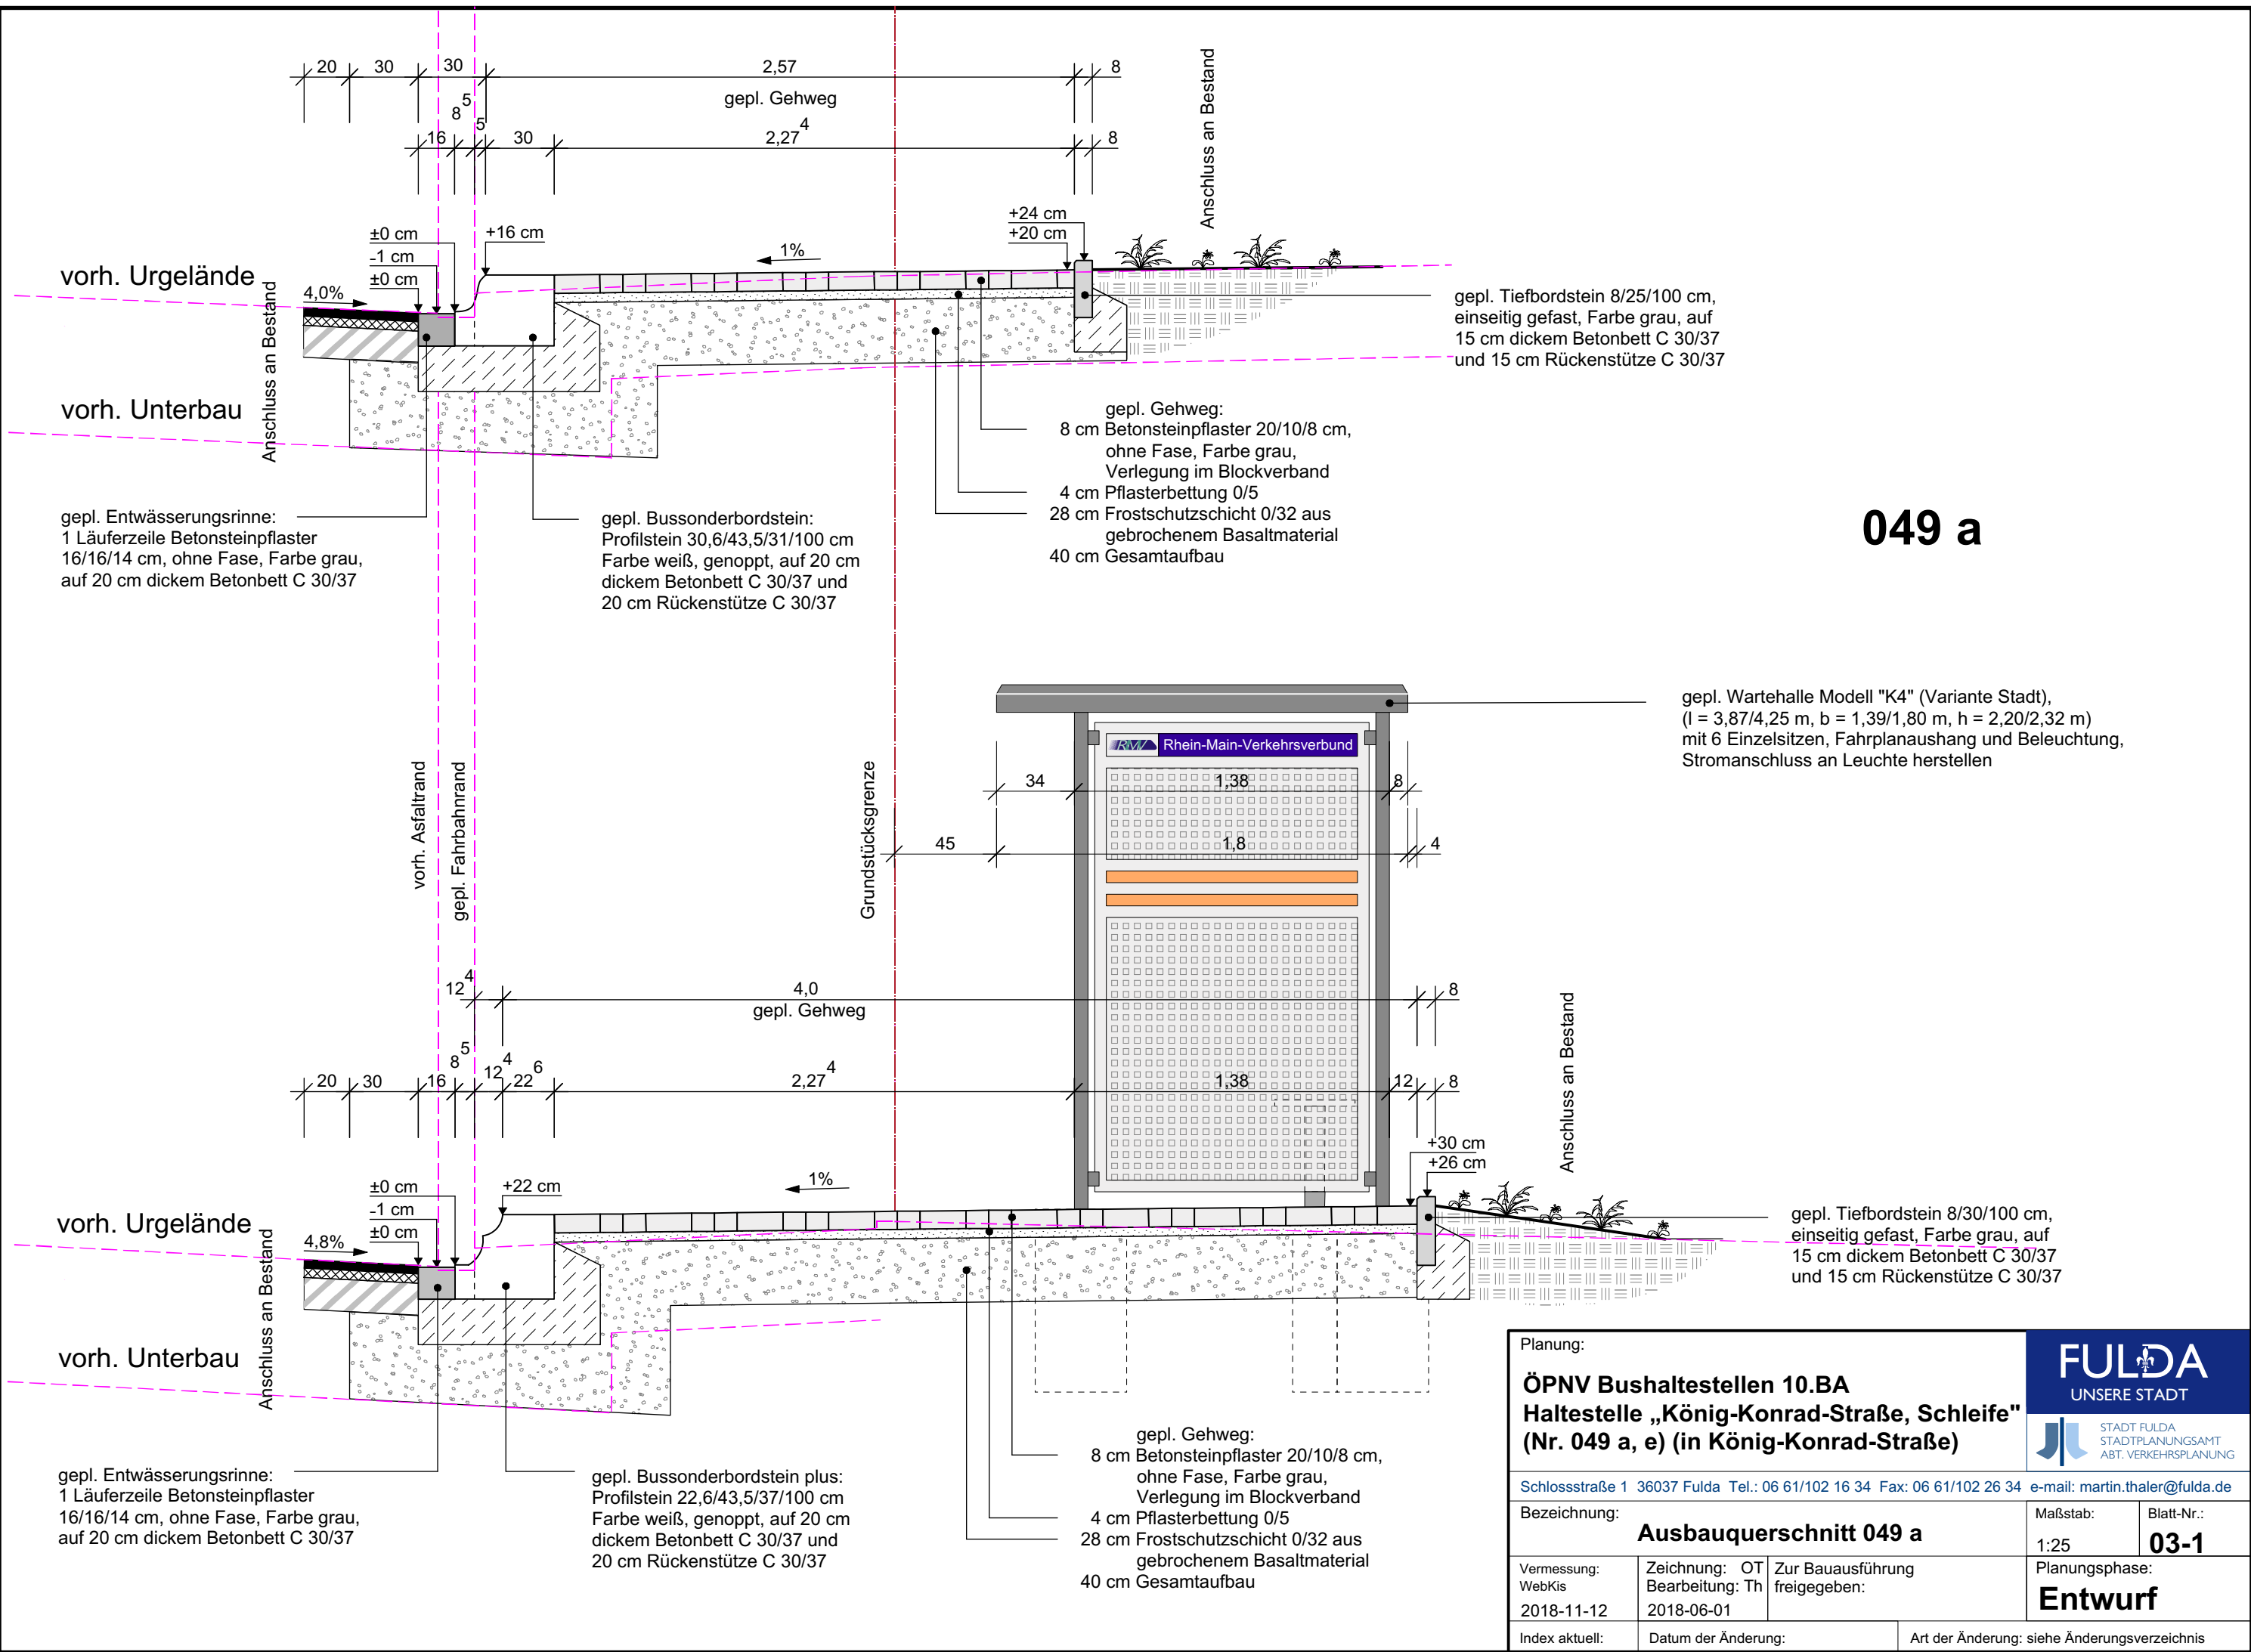 20 30 30 2,57 8
gepl. Gehweg
8 5 5
16 30 2,27 4 8
Anschluss an Bestand
±0 cm
-1 cm
±0 cm
+16 cm
1%
+24 cm
+20 cm
vorh. Urgelände
4,0%
Anschluss an Bestand
vorh. Unterbau
gepl. Tiefbordstein 8/25/100 cm,
einseitig gefast, Farbe grau, auf
15 cm dickem Betonbett C 30/37
und 15 cm Rückenstütze C 30/37
gepl. Gehweg:
8 cm Betonsteinpflaster 20/10/8 cm,
ohne Fase, Farbe grau,
Verlegung im Blockverband
4 cm Pflasterbettung 0/5
28 cm Frostschutzschicht 0/32 aus
gebrochenem Basaltmaterial
40 cm Gesamtaufbau
gepl. Entwässerungsrinne:
1 Läuferzeile Betonsteinpflaster
16/16/14 cm, ohne Fase, Farbe grau,
auf 20 cm dickem Betonbett C 30/37
gepl. Bussonderbordstein:
Profilstein 30,6/43,5/31/100 cm
Farbe weiß, genoppt, auf 20 cm
dickem Betonbett C 30/37 und
20 cm Rückenstütze C 30/37
049 a
gepl. Wartehalle Modell "K4" (Variante Stadt),
(l = 3,87/4,25 m, b = 1,39/1,80 m, h = 2,20/2,32 m)
mit 6 Einzelsitzen, Fahrplanaushang und Beleuchtung,
Stromanschluss an Leuchte herstellen
RMV Rhein-Main-Verkehrsverbund
34 1,38 8
45 1,8 4
vorh. Asfaltrand
gepl. Fahrbahnrand
Grundstücksgrenze
12 4 4,0 8
gepl. Gehweg
8 5
20 30 16 12 4 22 6 2,27 4 1,38 12 8
Anschluss an Bestand
+30 cm
+26 cm
±0 cm
-1 cm
±0 cm
+22 cm
1%
vorh. Urgelände
4,8%
Anschluss an Bestand
vorh. Unterbau
gepl. Tiefbordstein 8/30/100 cm,
einseitig gefast, Farbe grau, auf
15 cm dickem Betonbett C 30/37
und 15 cm Rückenstütze C 30/37
gepl. Entwässerungsrinne:
1 Läuferzeile Betonsteinpflaster
16/16/14 cm, ohne Fase, Farbe grau,
auf 20 cm dickem Betonbett C 30/37
gepl. Bussonderbordstein plus:
Profilstein 22,6/43,5/37/100 cm
Farbe weiß, genoppt, auf 20 cm
dickem Betonbett C 30/37 und
20 cm Rückenstütze C 30/37
gepl. Gehweg:
8 cm Betonsteinpflaster 20/10/8 cm,
ohne Fase, Farbe grau,
Verlegung im Blockverband
4 cm Pflasterbettung 0/5
28 cm Frostschutzschicht 0/32 aus
gebrochenem Basaltmaterial
40 cm Gesamtaufbau
Planung:
ÖPNV Bushaltestellen 10.BA
Haltestelle „König-Konrad-Straße, Schleife"
(Nr. 049 a, e) (in König-Konrad-Straße)
FULDA
UNSERE STADT
STADT FULDA
STADTPLANUNGSAMT
ABT. VERKEHRSPLANUNG
Schlossstraße 1 36037 Fulda Tel.: 06 61/102 16 34 Fax: 06 61/102 26 34 e-mail: martin.thaler@fulda.de
Bezeichnung:
Ausbauquerschnitt 049 a
Maßstab:
1:25
Blatt-Nr.:
03-1
Vermessung:
WebKis
2018-11-12
Zeichnung: OT
Bearbeitung: Th
2018-06-01
Zur Bauausführung
freigegeben:
Planungsphase:
Entwurf
Index aktuell:
Datum der Änderung:
Art der Änderung: siehe Änderungsverzeichnis